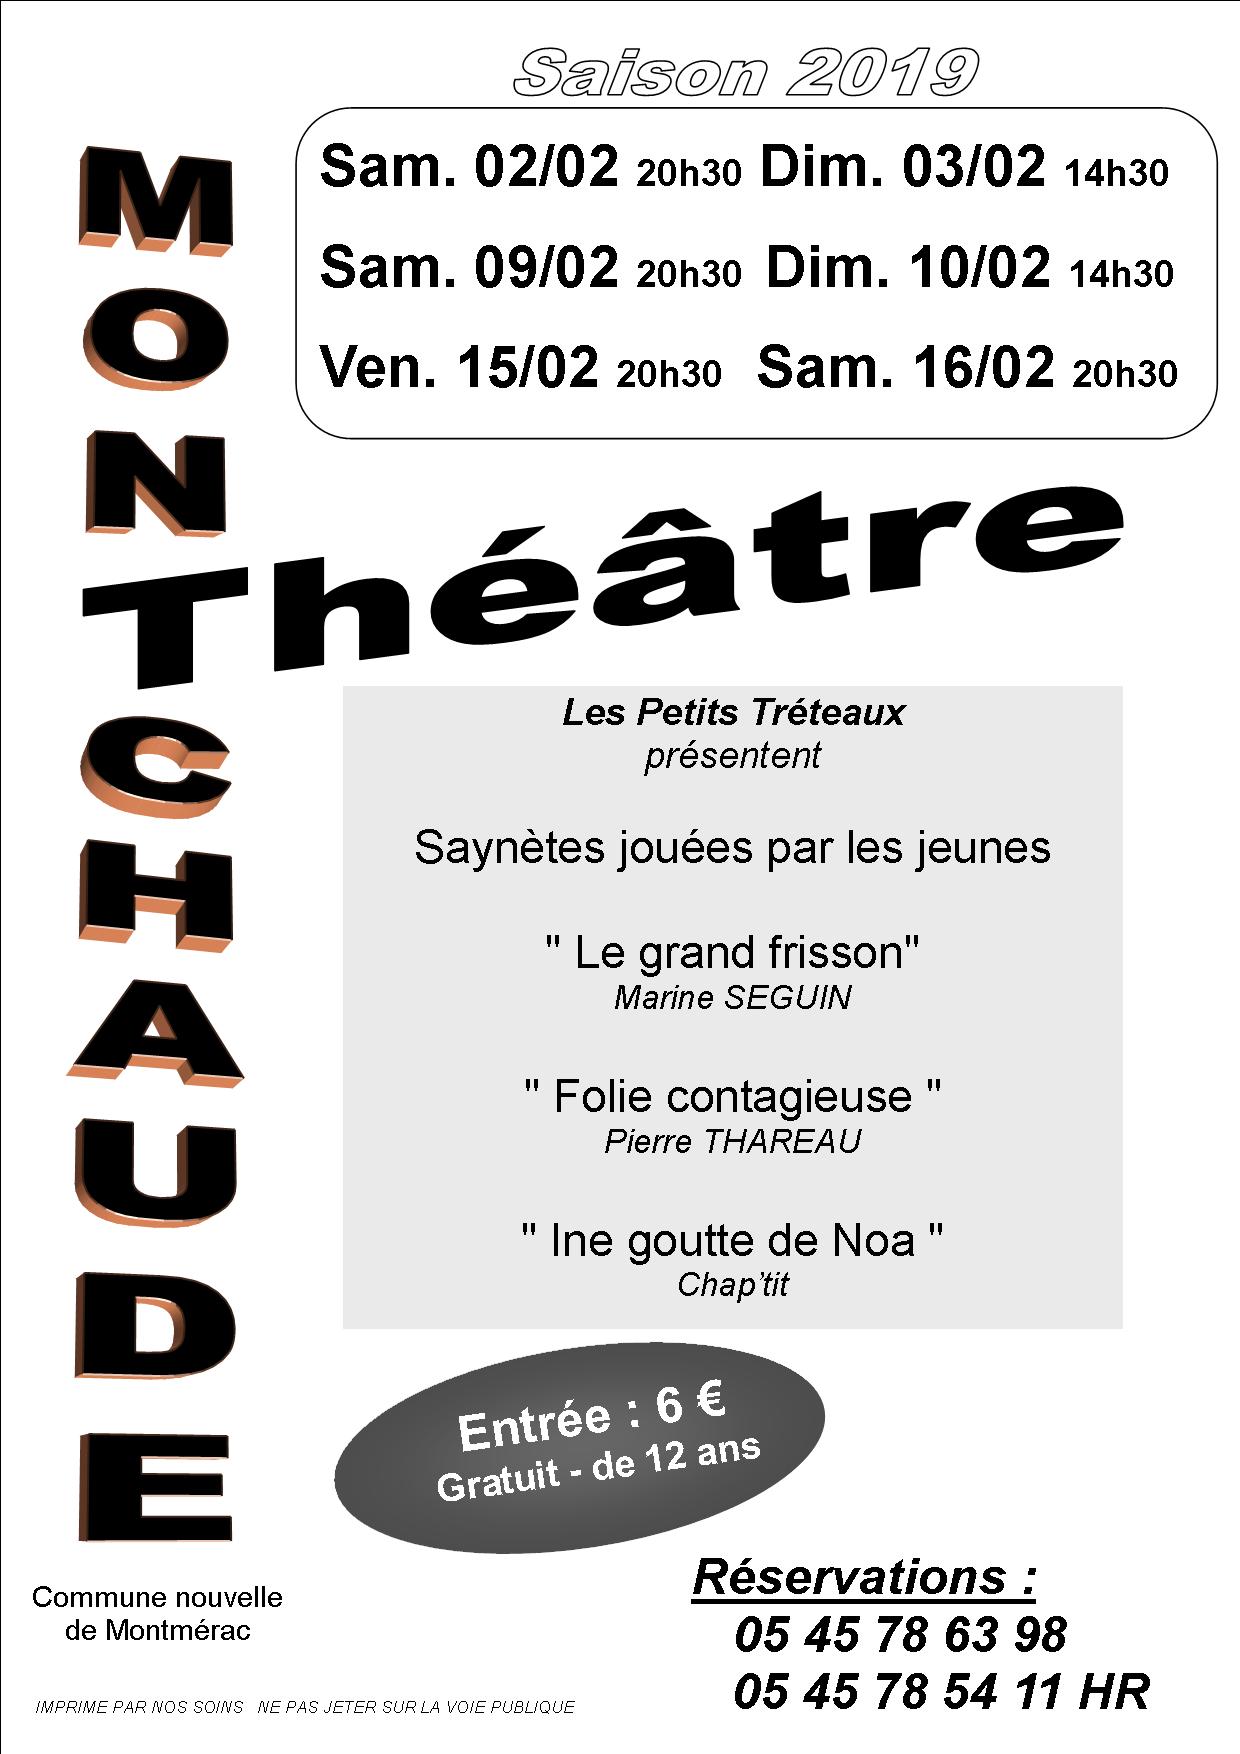 Saison 2019
Sam. 02/02 20h30 Dim. 03/02 14h30
Sam. 09/02 20h30 Dim. 10/02 14h30
Ven. 15/02 20h30 Sam. 16/02 20h30
MONTCHAUDE
Théâtre
Les Petits Tréteaux
présentent
Saynètes jouées par les jeunes
" Le grand frisson"
Marine SEGUIN
" Folie contagieuse "
Pierre THAREAU
" Ine goutte de Noa "
Chap’tit
Entrée : 6 €
Gratuit - de 12 ans
Réservations :
05 45 78 63 98
05 45 78 54 11 HR
Commune nouvelle
de Montmérac
IMPRIME PAR NOS SOINS NE PAS JETER SUR LA VOIE PUBLIQUE